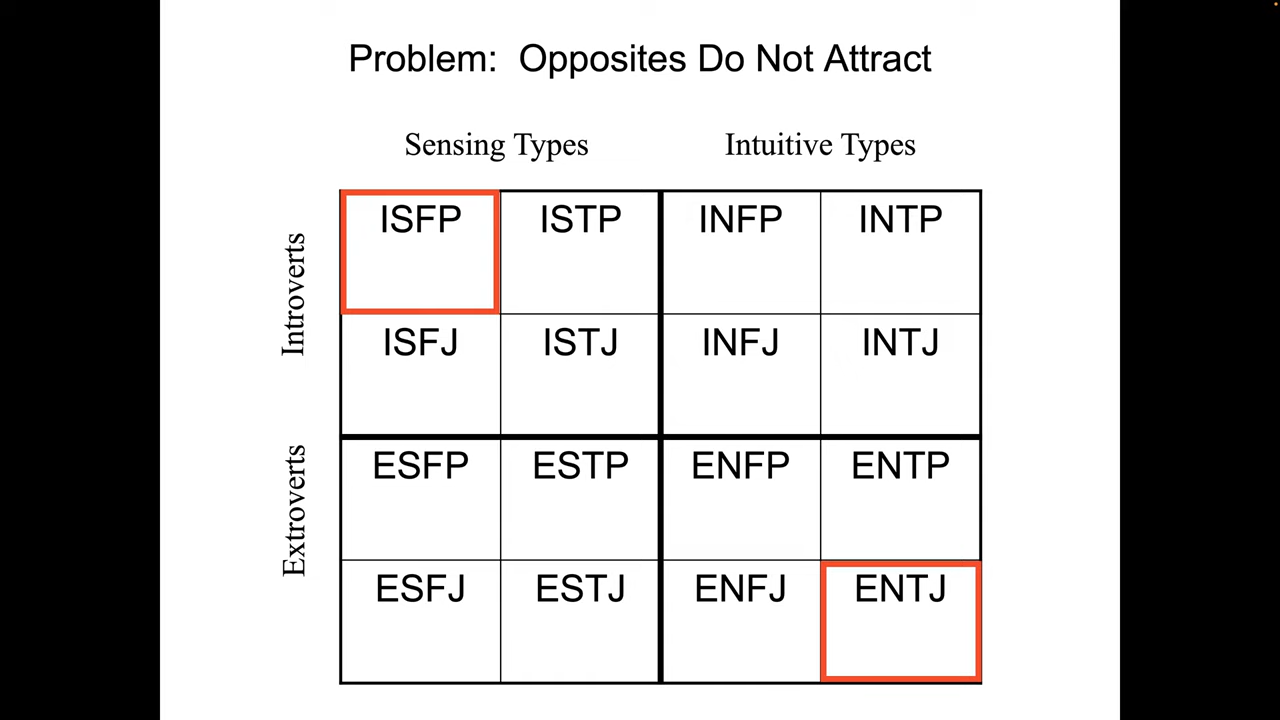 Problem: Opposites Do Not Attract
Sensing Types Intuitive Types
Introverts
ISFP ISTP INFP INTP
ISFJ ISTJ INFJ INTJ
Extroverts
ESFP ESTP ENFP ENTP
ESFJ ESTJ ENFJ ENTJ